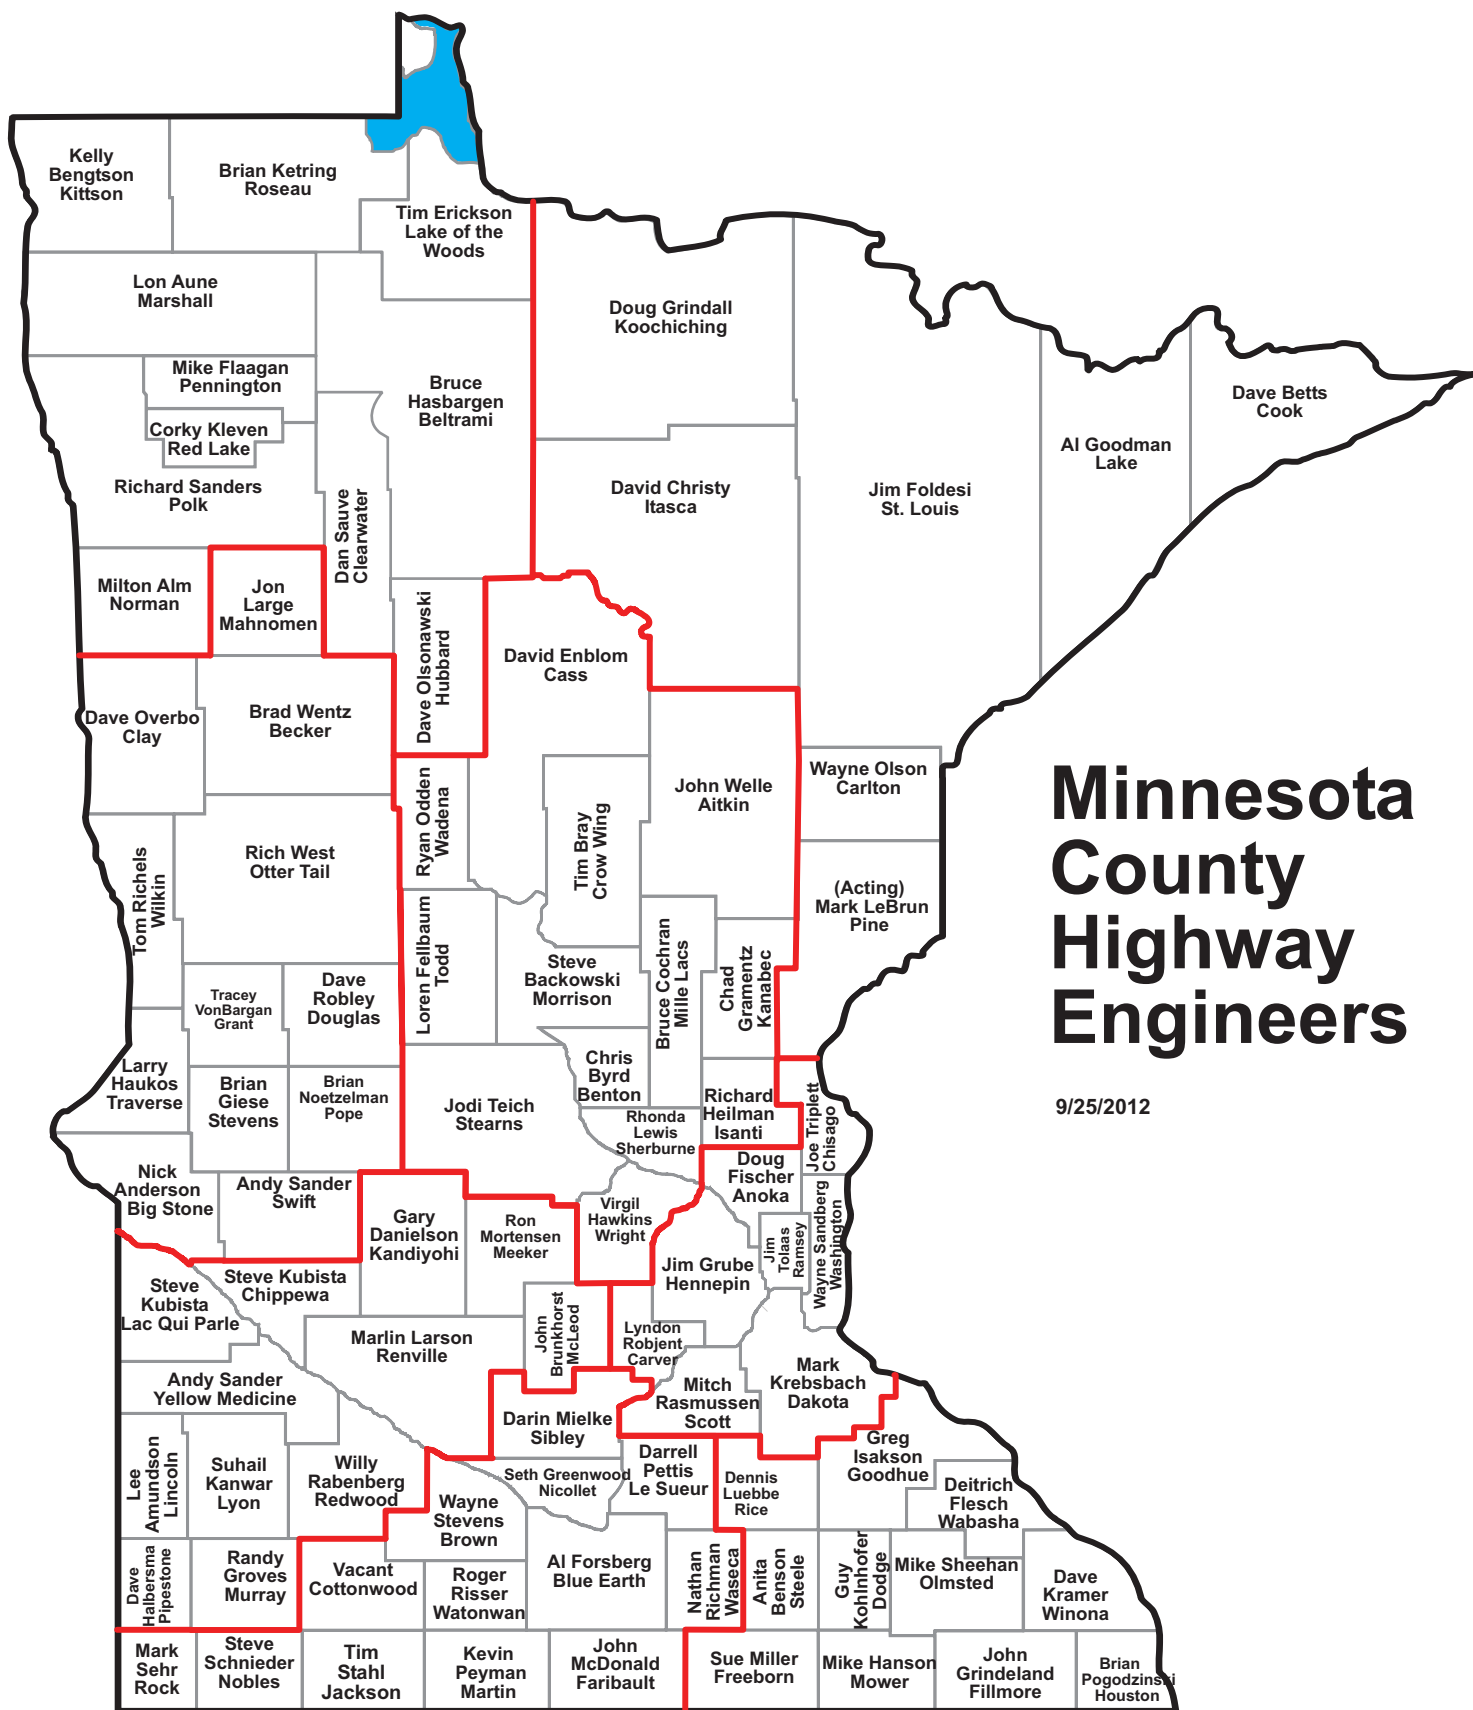 Kelly
Bengtson
Kittson
Brian Ketring
Roseau
Tim Erickson
Lake of the
Woods
Lon Aune
Marshall
Doug Grindall
Koochiching
Mike Flaagan
Pennington
Bruce
Hasbargen
Beltrami
Dave Betts
Cook
Corky Kleven
Red Lake
Al Goodman
Lake
Richard Sanders
Polk
David Christy
Itasca
Jim Foldesi
St. Louis
Dan Sauve
Clearwater
Milton Alm
Norman
Jon
Large
Mahnomen
Dave Olsonawski
Hubbard
David Enblom
Cass
Dave Overbo
Clay
Brad Wentz
Becker
John Welle
Aitkin
Wayne Olson
Carlton
Minnesota
County
Highway
Engineers
9/25/2012
Ryan Odden
Wadena
Tim Bray
Crow Wing
Rich West
Otter Tail
Tom Richels
Wilkin
(Acting)
Mark LeBrun
Pine
Loren Fellbaum
Todd
Steve
Backowski
Morrison
Bruce Cochran
Mille Lacs
Chad
Gramentz
Kanabec
Tracey
VonBargan
Grant
Dave
Robley
Douglas
Larry
Haukos
Traverse
Brian
Giese
Stevens
Brian
Noetzelman
Pope
Jodi Teich
Stearns
Chris
Byrd
Benton
Richard
Heilman
Isanti
Joe Triplett
Chisago
Rhonda
Lewis
Sherburne
Nick
Anderson
Big Stone
Andy Sander
Swift
Doug
Fischer
Anoka
Gary
Danielson
Kandiyohi
Ron
Mortensen
Meeker
Virgil
Hawkins
Wright
Jim Grube
Hennepin
Jim
Tolaas
Ramsey
Wayne Sandberg
Washington
Steve
Kubista
Lac Qui Parle
Steve Kubista
Chippewa
Marlin Larson
Renville
John
Brunkhorst
McLeod
Lyndon
Robjent
Carver
Andy Sander
Yellow Medicine
Mitch
Rasmussen
Scott
Mark
Krebsbach
Dakota
Darin Mielke
Sibley
Lee
Amundson
Lincoln
Suhail
Kanwar
Lyon
Willy
Rabenberg
Redwood
Seth Greenwood
Nicollet
Darrell
Pettis
Le Sueur
Dennis
Luebbe
Rice
Greg
Isakson
Goodhue
Deitrich
Flesch
Wabasha
Wayne
Stevens
Brown
Dave
Halbersma
Pipestone
Randy
Groves
Murray
Vacant
Cottonwood
Roger
Risser
Watonwan
Al Forsberg
Blue Earth
Nathan
Richman
Waseca
Anita
Benson
Steele
Guy
Kohlnhofer
Dodge
Mike Sheehan
Olmsted
Dave
Kramer
Winona
Mark
Sehr
Rock
Steve
Schnieder
Nobles
Tim
Stahl
Jackson
Kevin
Peyman
Martin
John
McDonald
Faribault
Sue Miller
Freeborn
Mike Hanson
Mower
John
Grindeland
Fillmore
Brian
Pogodzinski
Houston